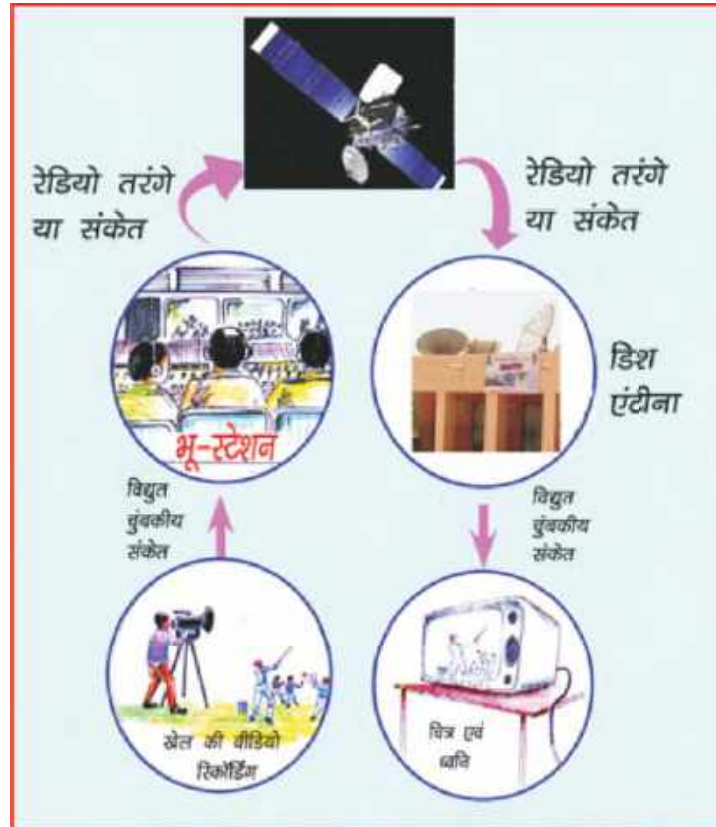 रेडियो तरंगे
या संकेत
रेडियो तरंगे
या संकेत
भू-स्टेशन
डिश
एंटीना
विद्युत
चुंबकीय
संकेत
विद्युत
चुंबकीय
संकेत
खेल की वीडियो
रिकॉर्डिंग
चित्र एवं
ध्वनि